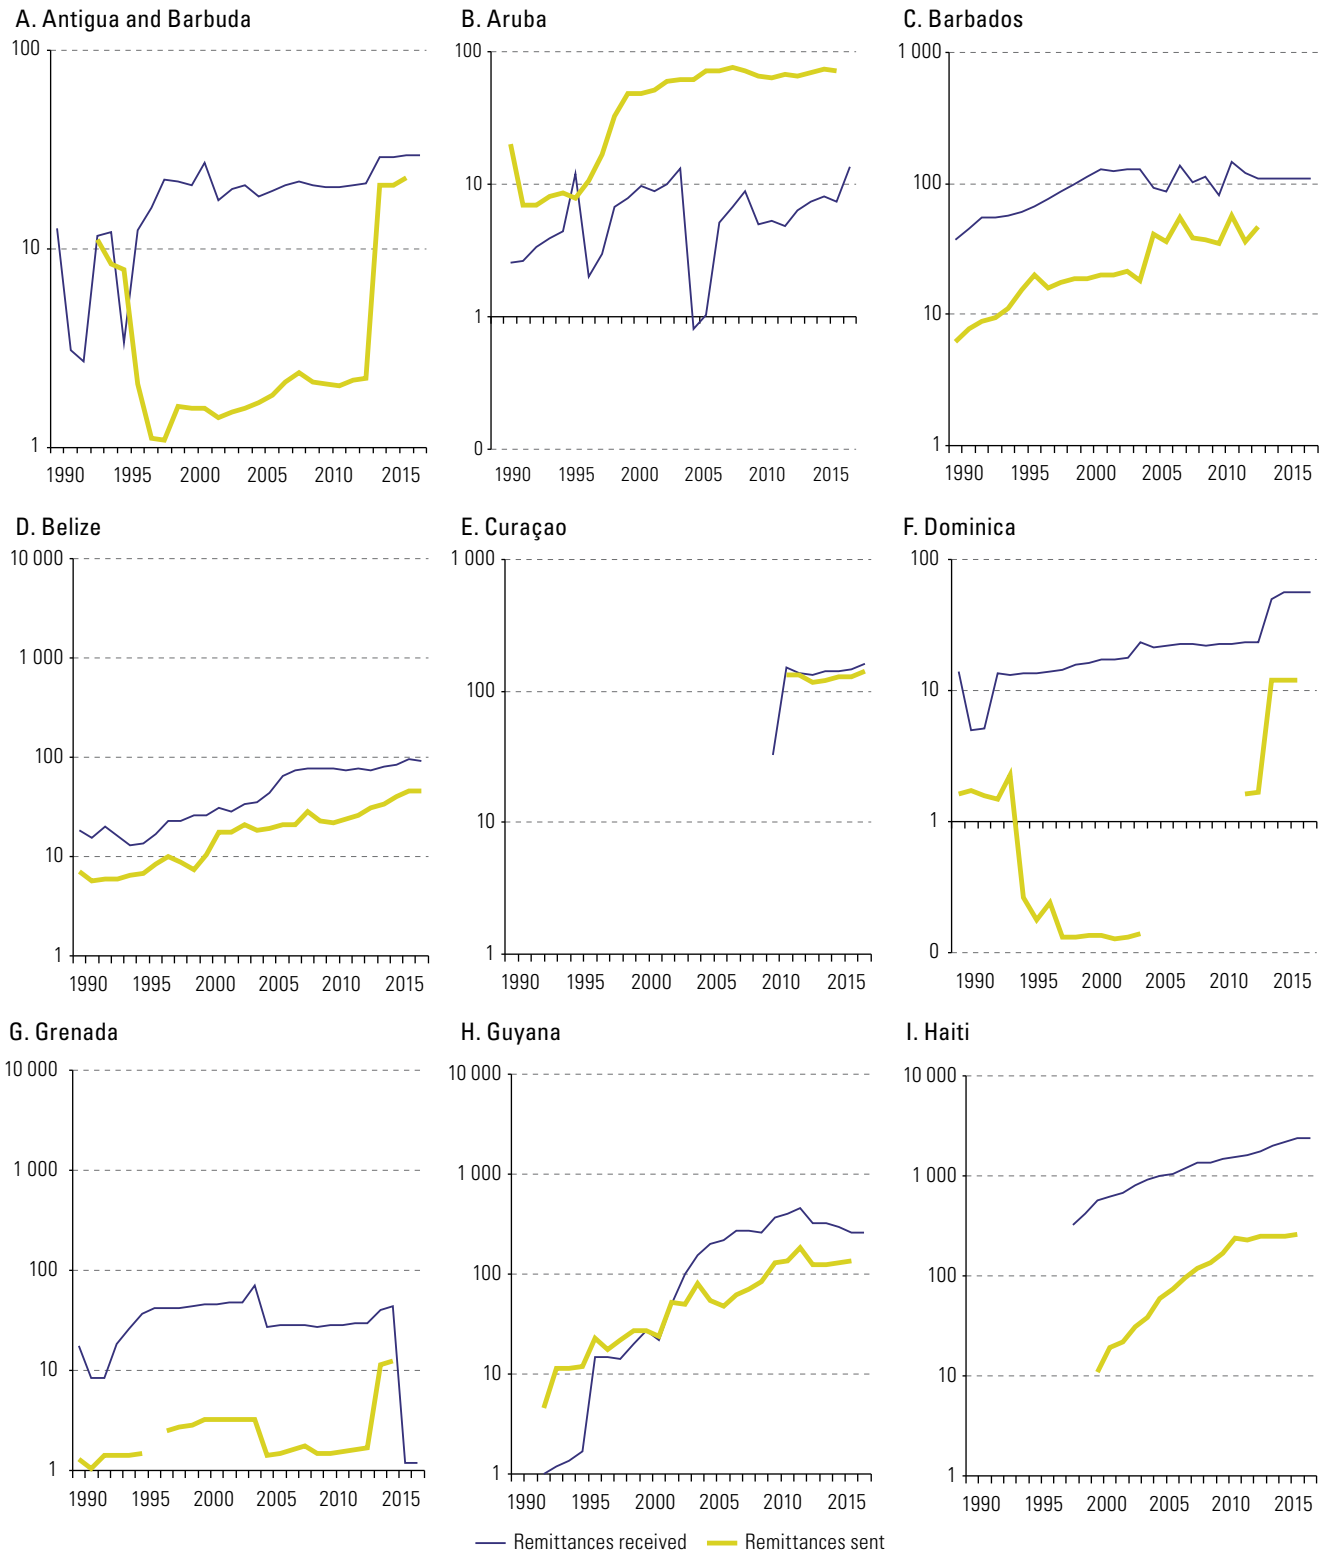 A. Antigua and Barbuda
100
10
1
1990 1995 2000 2005 2010 2015
B. Aruba
100
10
1
0
1990 1995 2000 2005 2010 2015
C. Barbados
1 000
100
10
1
1990 1995 2000 2005 2010 2015
D. Belize
10 000
1 000
100
10
1
1990 1995 2000 2005 2010 2015
E. Curaçao
1 000
100
10
1
1990 1995 2000 2005 2010 2015
F. Dominica
100
10
1
0
1990 1995 2000 2005 2010 2015
G. Grenada
10 000
1 000
100
10
1
1990 1995 2000 2005 2010 2015
H. Guyana
10 000
1 000
100
10
1
1990 1995 2000 2005 2010 2015
I. Haiti
10 000
1 000
100
10
1
1990 1995 2000 2005 2010 2015
Remittances received Remittances sent